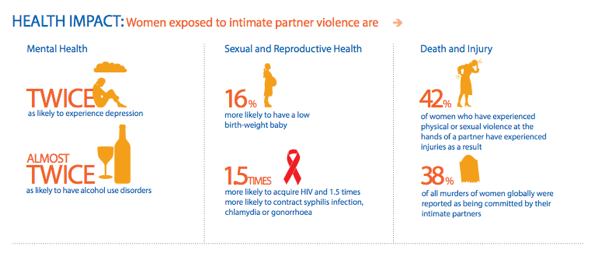 HEALTH IMPACT: Women exposed to intimate partner violence are
Mental Health
TWICE
as likely to experience depression
ALMOST
TWICE
as likely to have alcohol use disorders
Sexual and Reproductive Health
16%
more likely to have a low
birth-weight baby
1.5 TIMES
more likely to acquire HIV and 1.5 times
more likely to contract syphilis infection,
chlamydia or gonorrhoea
Death and Injury
42%
of women who have experienced
physical or sexual violence at the
hands of a partner have experienced
injuries as a result
38%
of all murders of women globally were
reported as being committed by their
intimate partners